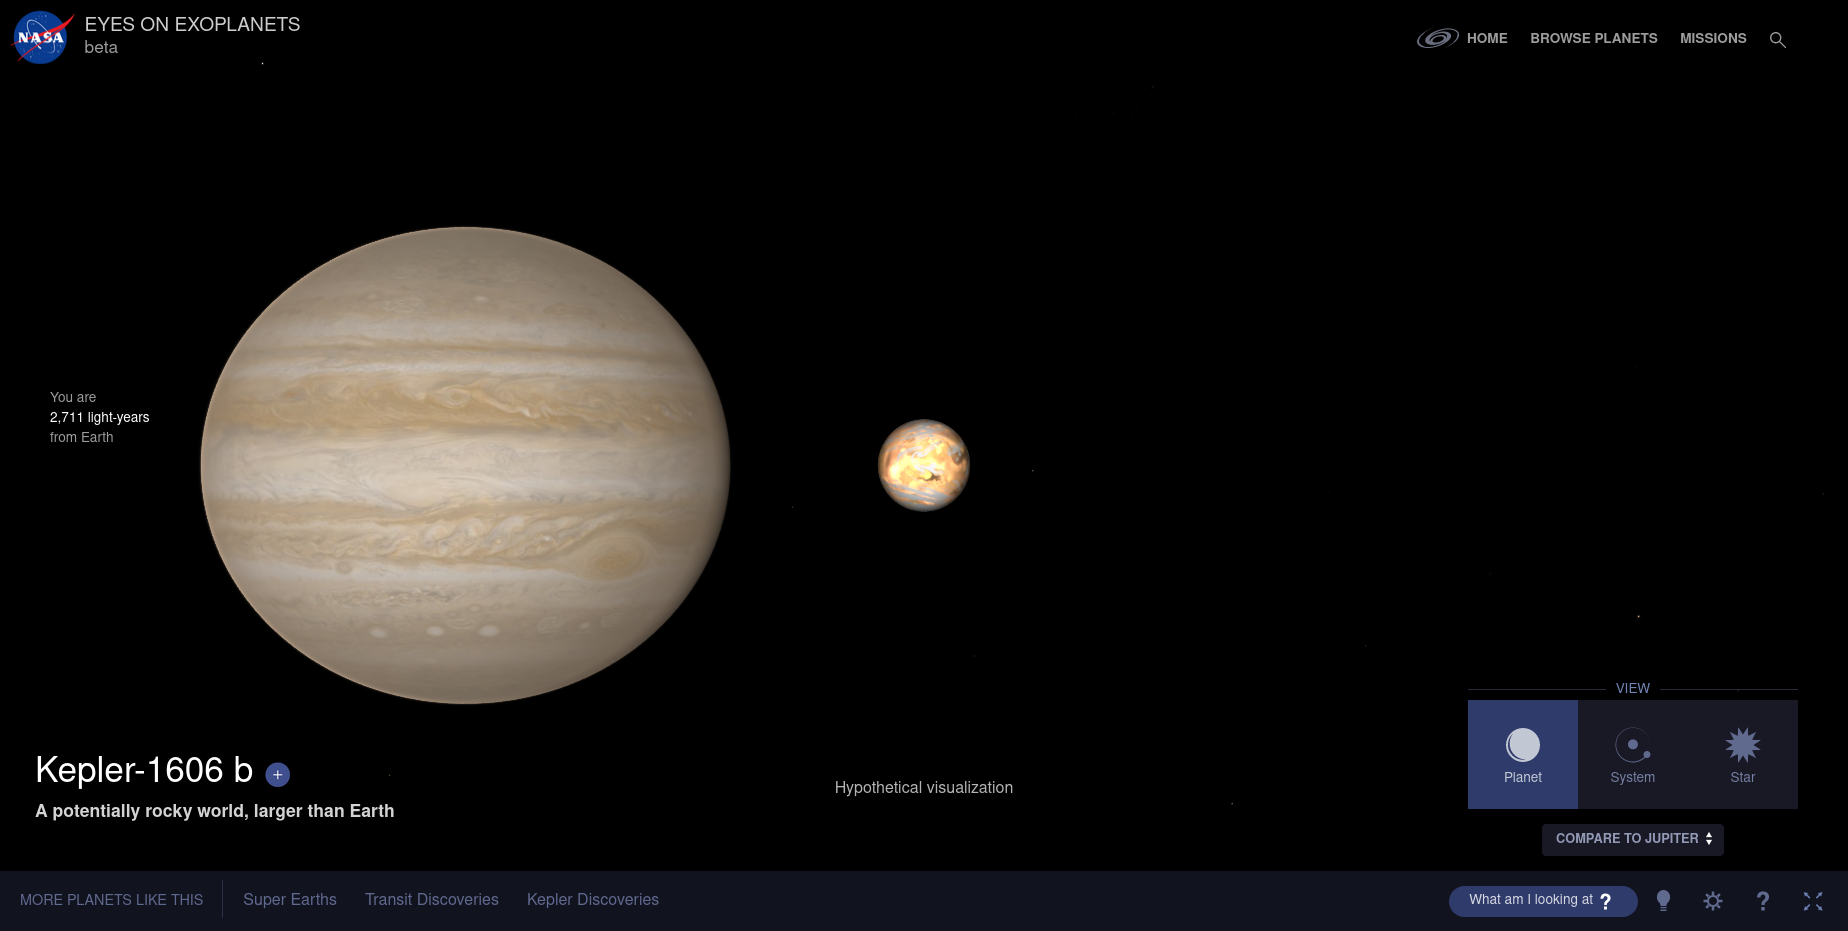 NASA
EYES ON EXOPLANETS
beta
HOME
BROWSE PLANETS
MISSIONS
You are
2,711 light-years
from Earth
Kepler-1606 b +
A potentially rocky world, larger than Earth
Hypothetical visualization
VIEW
Planet
System
Star
COMPARE TO JUPITER
MORE PLANETS LIKE THIS
Super Earths
Transit Discoveries
Kepler Discoveries
What am I looking at ?
?